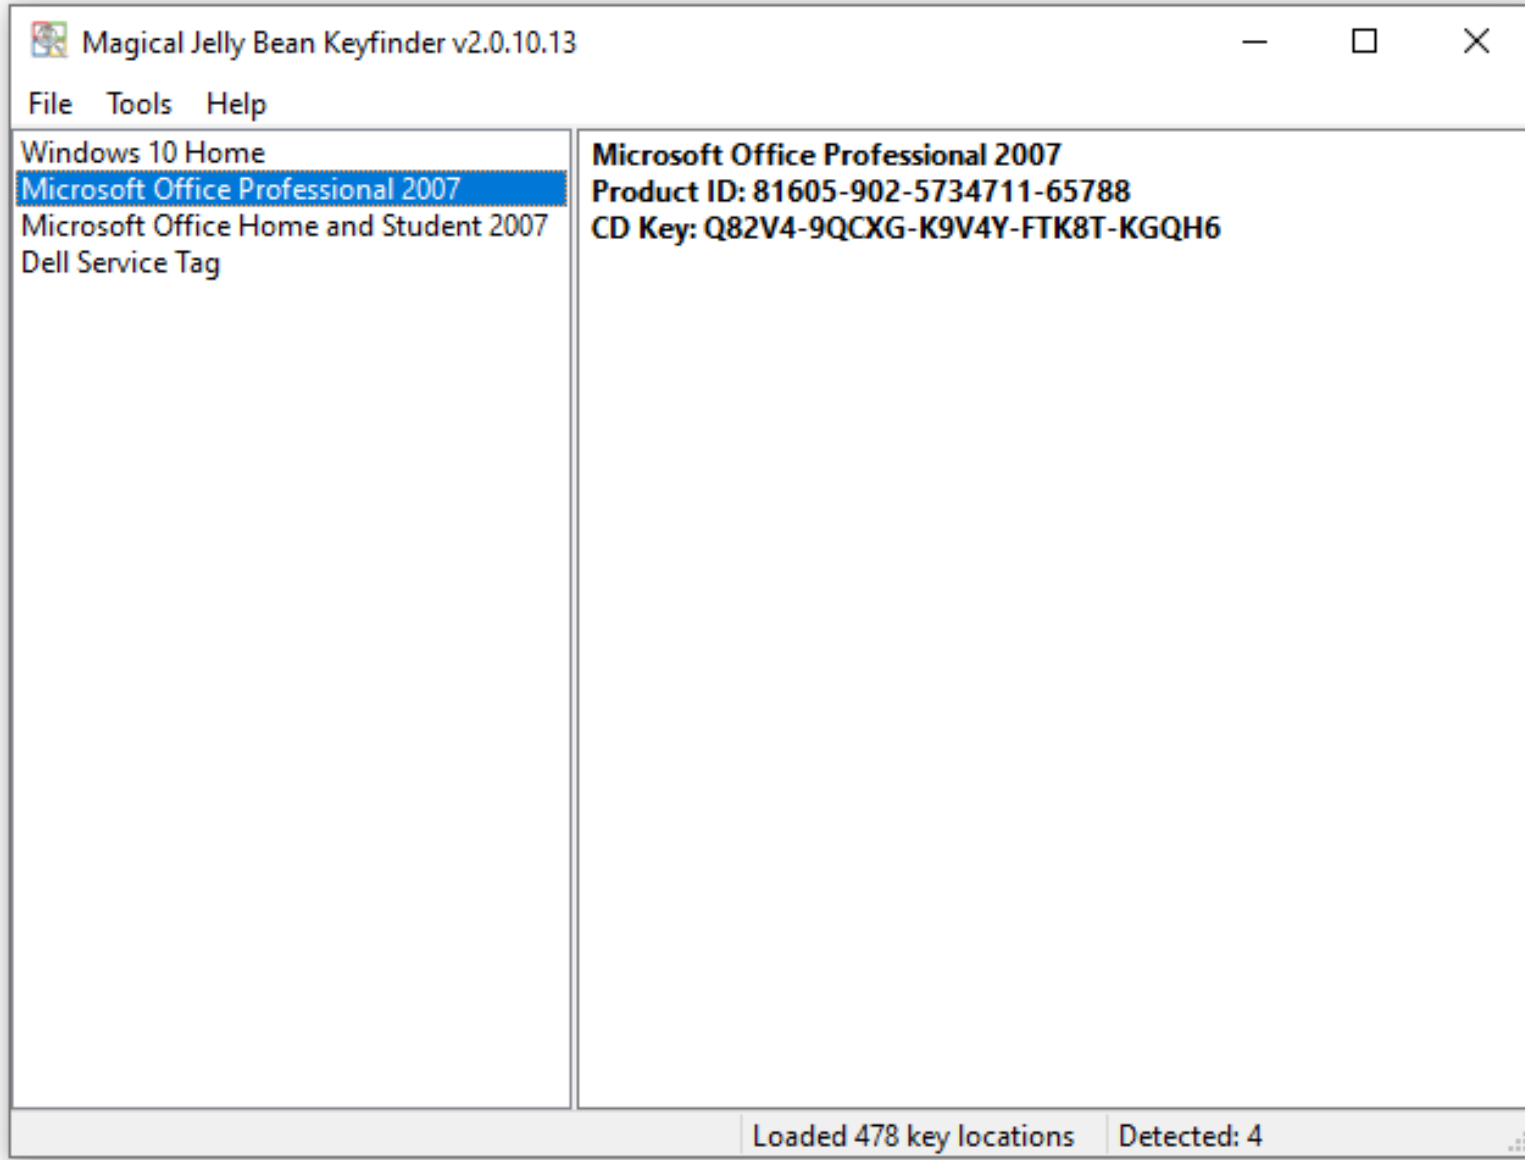 Magical Jelly Bean Keyfinder v2.0.10.13
File Tools Help
Windows 10 Home
Microsoft Office Professional 2007
Microsoft Office Home and Student 2007
Dell Service Tag
Microsoft Office Professional 2007
Product ID: 81605-902-5734711-65788
CD Key: Q82V4-9QCXG-K9V4Y-FTK8T-KGQH6
Loaded 478 key locations
Detected: 4